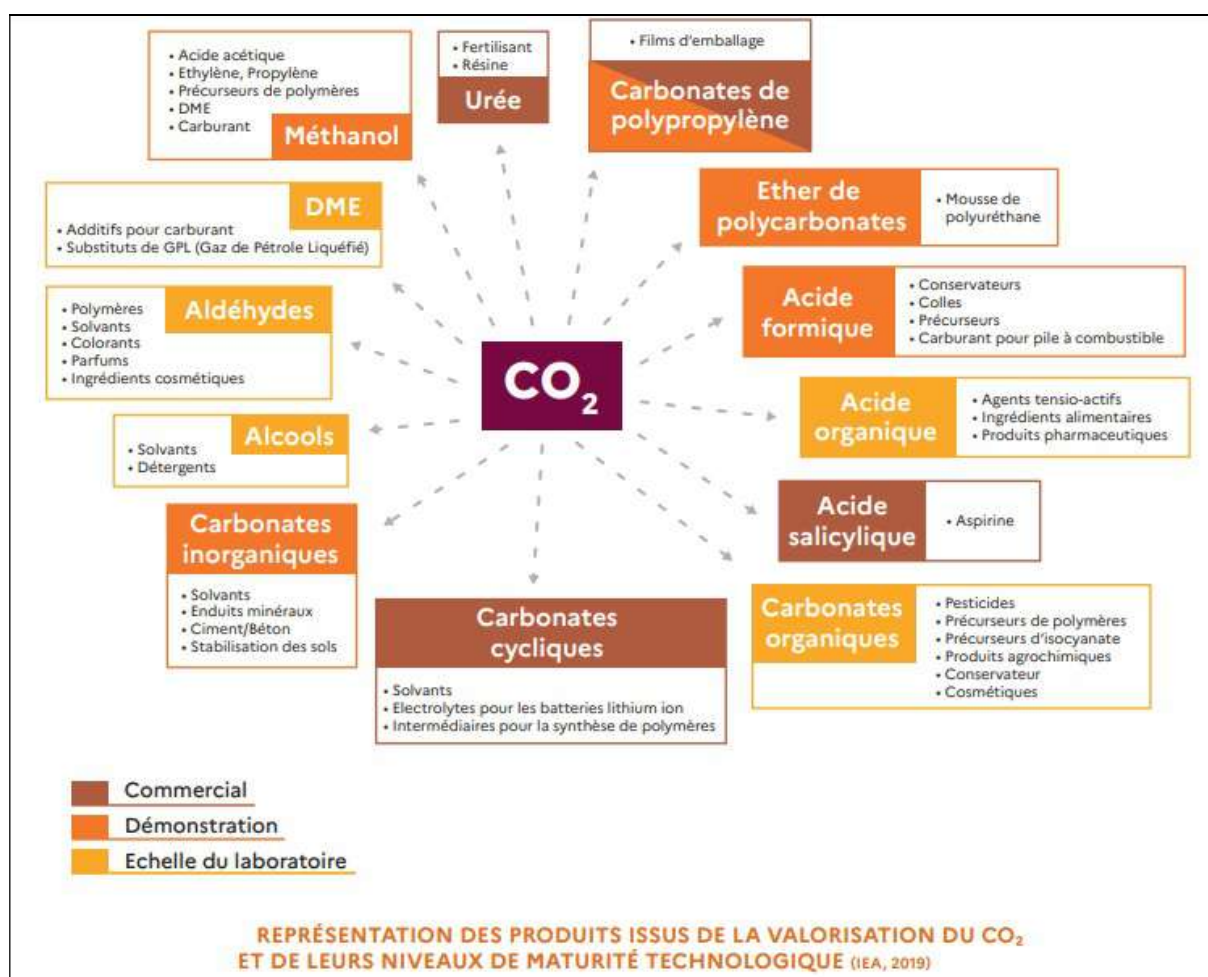 • Acide acétique
• Ethylène, Propylène
• Précurseurs de polymères
• DME
• Carburant
Méthanol
• Fertilisant
• Résine
Urée
• Films d'emballage
Carbonates de
polypropylène
DME
• Additifs pour carburant
• Substituts de GPL (Gaz de Pétrole Liquéfié)
Ether de
polycarbonates
• Mousse de
polyuréthane
• Polymères
• Solvants
• Colorants
• Parfums
• Ingrédients cosmétiques
Aldéhydes
Acide
formique
• Conservateurs
• Colles
• Précurseurs
• Carburant pour pile à combustible
CO₂
Alcools
• Solvants
• Détergents
Acide
organique
• Agents tensio-actifs
• Ingrédients alimentaires
• Produits pharmaceutiques
Carbonates
inorganiques
• Solvants
• Enduits minéraux
• Ciment/Béton
• Stabilisation des sols
Acide
salicylique
• Aspirine
Carbonates
cycliques
• Solvants
• Electrolytes pour les batteries lithium ion
• Intermédiaires pour la synthèse de polymères
Carbonates
organiques
• Pesticides
• Précurseurs de polymères
• Précurseurs d'isocyanate
• Produits agrochimiques
• Conservateur
• Cosmétiques
Commercial
Démonstration
Echelle du laboratoire
REPRÉSENTATION DES PRODUITS ISSUS DE LA VALORISATION DU CO₂
ET DE LEURS NIVEAUX DE MATURITÉ TECHNOLOGIQUE (IEA, 2019)